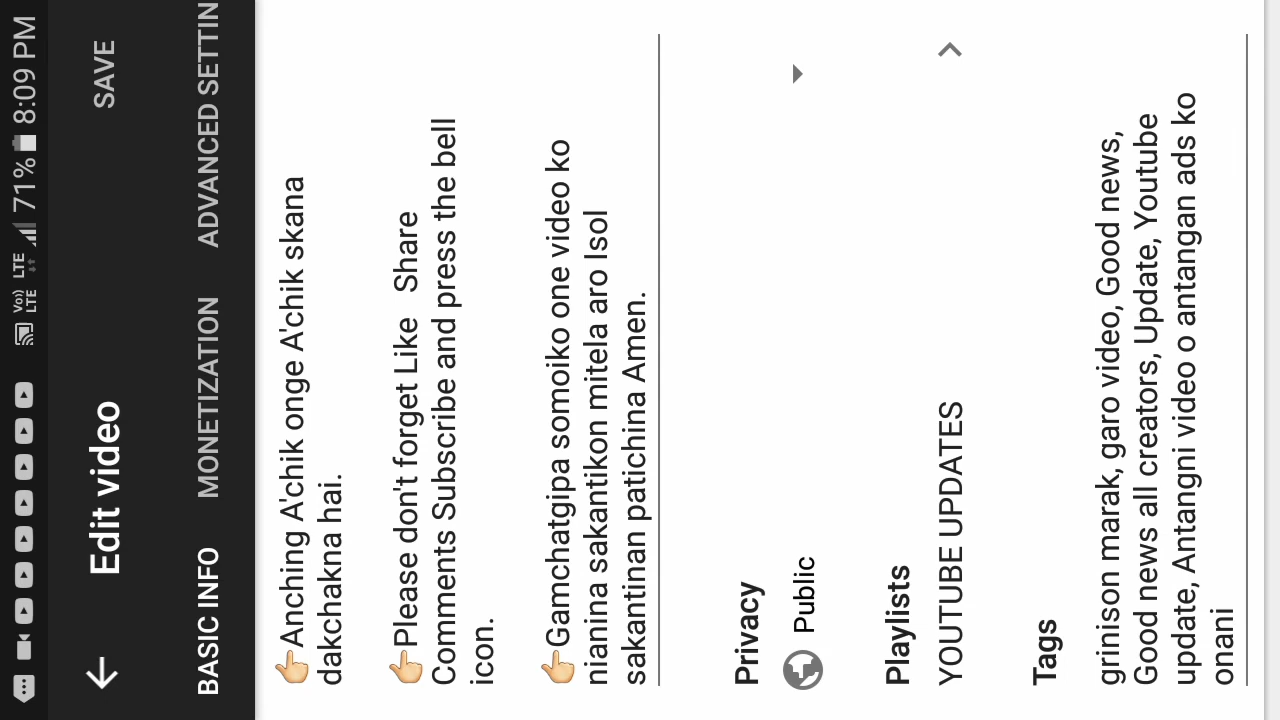 Vo)) LTE LTE 71% 8:09 PM
Edit video SAVE
BASIC INFO MONETIZATION ADVANCED SETTIN
👆Anching A'chik onge A'chik skana
dakchakna hai.
👆Please don't forget Like Share
Comments Subscribe and press the bell
icon.
👆Gamchatgipa somoiko one video ko
nianina sakantikon mitela aro Isol
sakantinan patichina Amen.
Privacy
Public
Playlists
YOUTUBE UPDATES
Tags
grinison marak, garo video, Good news,
Good news all creators, Update, Youtube
update, Antangni video o antangan ads ko
onani